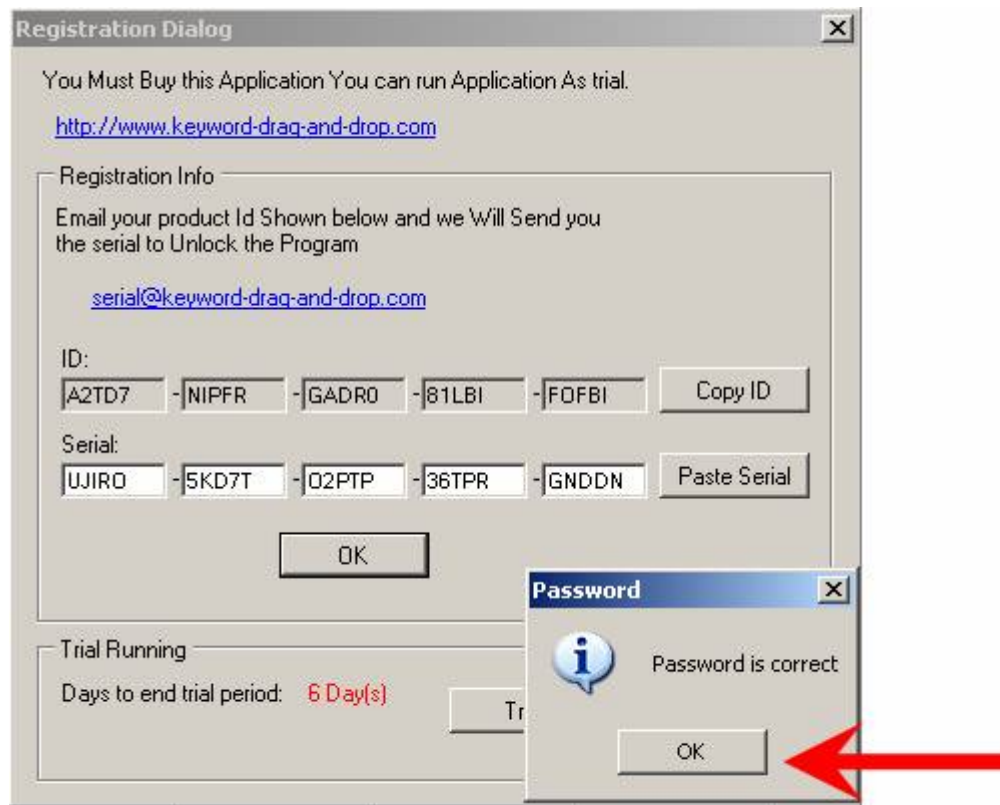 Registration Dialog
You Must Buy this Application You can run Application As trial.
http://www.keyword-drag-and-drop.com
Registration Info
Email your product Id Shown below and we Will Send you
the serial to Unlock the Program
serial@keyword-drag-and-drop.com
ID:
A2TD7 - NIPFR - GADR0 - 81LBI - FOFBI Copy ID
Serial:
UJIRO - 5KD7T - O2PTP - 36TPR - GNDDN Paste Serial
OK
Password
Password is correct
OK
Trial Running
Days to end trial period: 6 Day(s) Tr